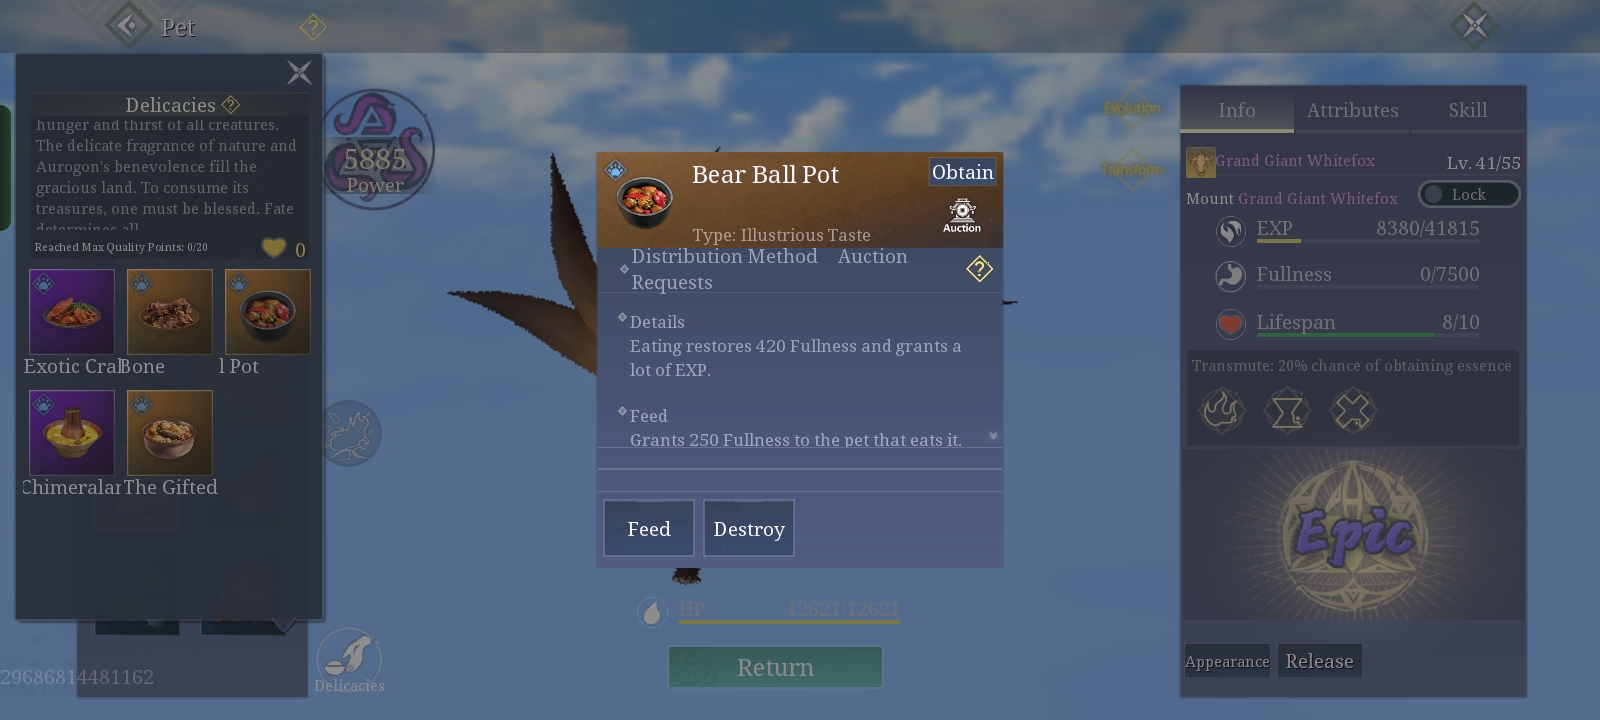 Pet
?
Delicacies ?
hunger and thirst of all creatures.
The delicate fragrance of nature and
Aurogon's benevolence fill the
gracious land. To consume its
treasures, one must be blessed. Fate
determines all
Reached Max Quality Points: 0/20
0
Exotic Cral
Bone
l Pot
Chimeralar
The Gifted
5885
Power
Bear Ball Pot
Obtain
Auction
Type: Illustrious Taste
Distribution Method Auction
Requests
?
Details
Eating restores 420 Fullness and grants a
lot of EXP.
Feed
Grants 250 Fullness to the pet that eats it.
Feed
Destroy
HP 12621/12621
Return
Delicacies
29686814481162
Evolution
Transform
Info
Attributes
Skill
Grand Giant Whitefox
Lv. 41/55
Mount Grand Giant Whitefox
Lock
EXP 8380/41815
Fullness 0/7500
Lifespan 8/10
Transmute: 20% chance of obtaining essence
Epic
Appearance
Release